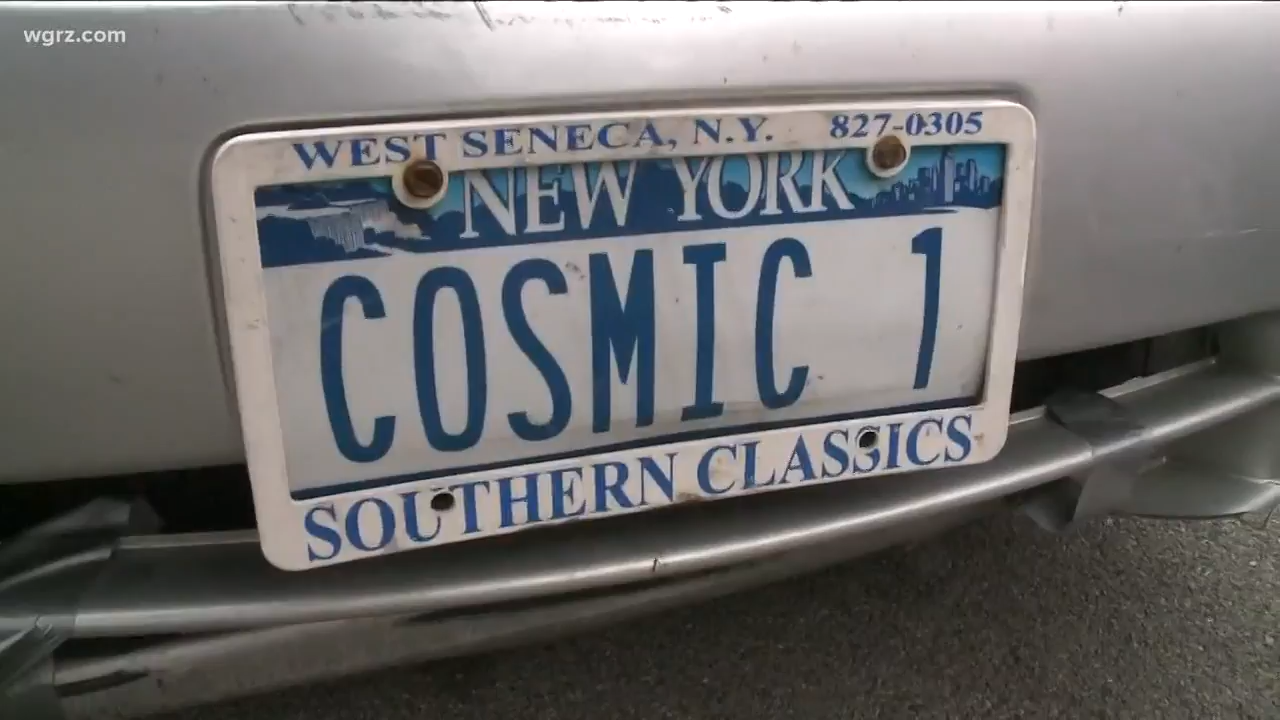 wgrz.com
WEST SENECA, N.Y. 827-0305
NEW YORK
COSMIC 1
SOUTHERN CLASSICS